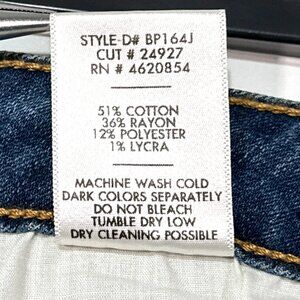 STYLE-D# BP164J
CUT # 24927
RN # 4620854
51% COTTON
36% RAYON
12% POLYESTER
1% LYCRA
MACHINE WASH COLD
DARK COLORS SEPARATELY
DO NOT BLEACH
TUMBLE DRY LOW
DRY CLEANING POSSIBLE